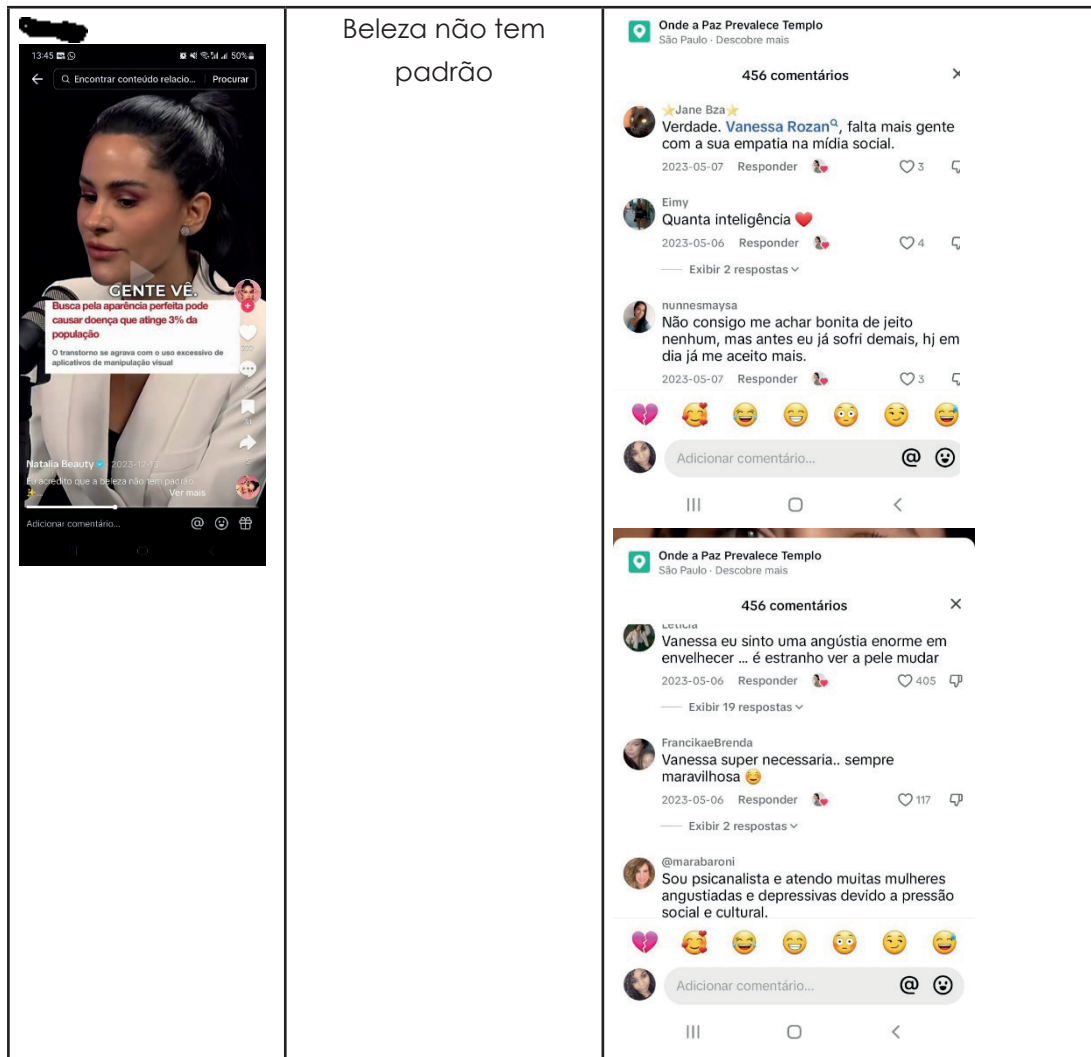 13:45
50%
Encontrar conteúdo relacio... Procurar
GENTE VÊ.
Busca pela aparência perfeita pode
causar doença que atinge 3% da
população
O transtorno se agrava com o uso excessivo de
aplicativos de manipulação visual
Natalia Beauty 2023-12-13
Eu acredito que a beleza não tem padrão
Ver mais
Adicionar comentário...
Beleza não tem
padrão
Onde a Paz Prevalece Templo
São Paulo · Descobre mais
456 comentários
Jane Bza
Verdade. Vanessa Rozan, falta mais gente
com a sua empatia na mídia social.
2023-05-07 Responder 3
Eimy
Quanta inteligência
2023-05-06 Responder 4
Exibir 2 respostas
nunnesmaysa
Não consigo me achar bonita de jeito
nenhum, mas antes eu já sofri demais, hj em
dia já me aceito mais.
2023-05-07 Responder 3
Adicionar comentário...
Onde a Paz Prevalece Templo
São Paulo · Descobre mais
456 comentários
Leticia
Vanessa eu sinto uma angústia enorme em
envelhecer ... é estranho ver a pele mudar
2023-05-06 Responder 405
Exibir 19 respostas
FrancikaeBrenda
Vanessa super necessaria.. sempre
maravilhosa
2023-05-06 Responder 117
Exibir 2 respostas
@marabaroni
Sou psicanalista e atendo muitas mulheres
angustiadas e depressivas devido a pressão
social e cultural.
Adicionar comentário...